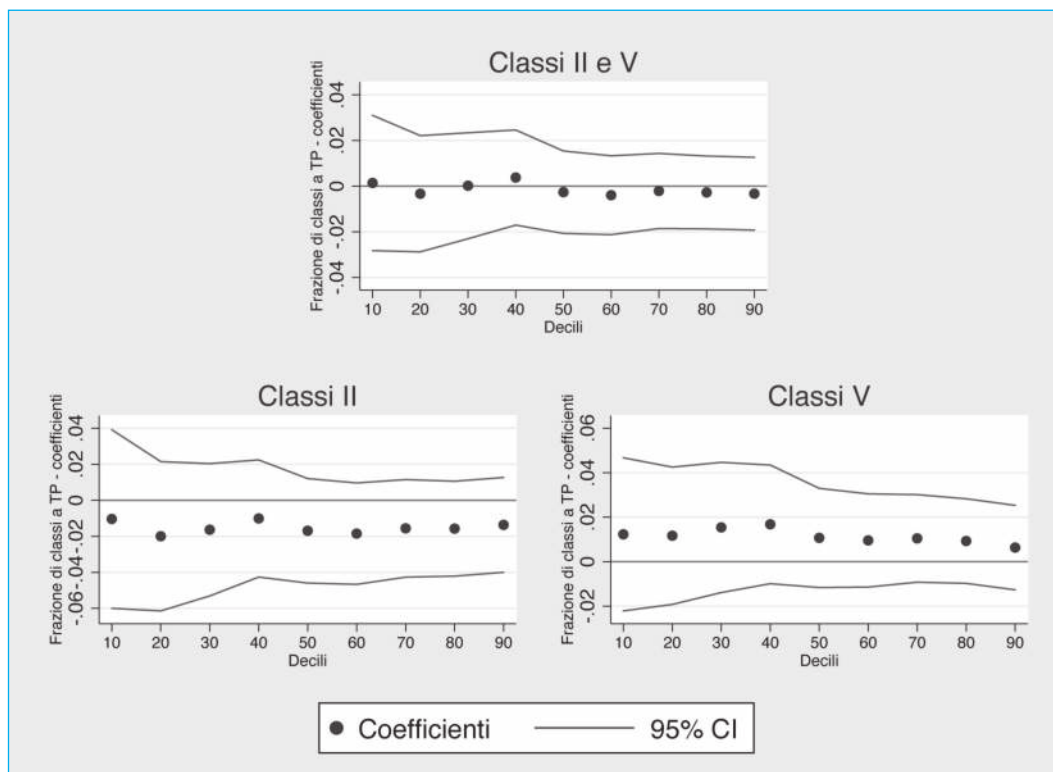 Classi II e V
Frazione di classi a TP - coefficienti
.04
.02
0
-.02
-.04
10 20 30 40 50 60 70 80 90
Decili
Classi II
Frazione di classi a TP - coefficienti
.04
.02
0
-.02
-.04
-.06
10 20 30 40 50 60 70 80 90
Decili
Classi V
Frazione di classi a TP - coefficienti
.06
.04
.02
0
-.02
10 20 30 40 50 60 70 80 90
Decili
Coefficienti 95% CI